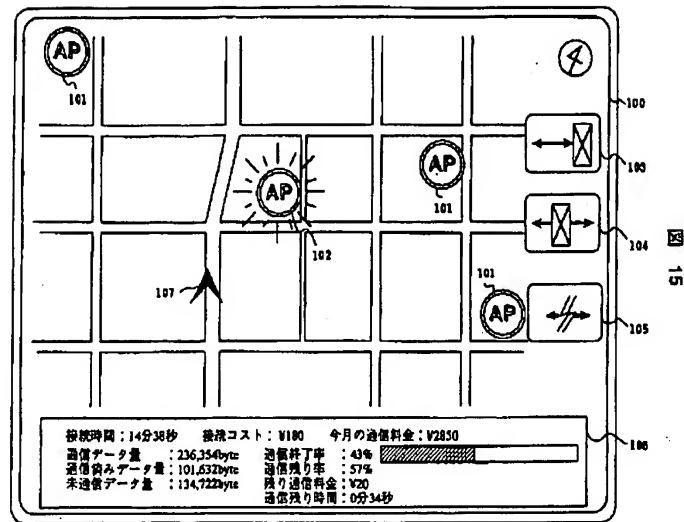 AP
101
100
103
AP
101
AP
102
104
図 15
107
101
AP
105
接続時間:14分38秒 接続コスト:¥180 今月の通信料金:¥2850
通信データ量 :236,354byte 通信終了率 :43%
通信済みデータ量:101,632byte 通信残り率 :57%
未通信データ量 :134,722byte 残り通信料金:¥20
通信残り時間:0分34秒
106